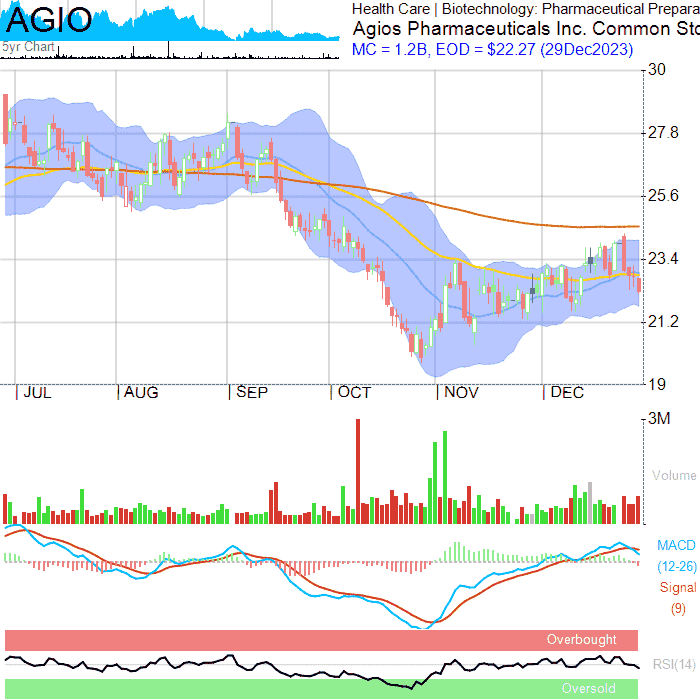 AGIO
Health Care | Biotechnology: Pharmaceutical Prepara
Agios Pharmaceuticals Inc. Common Sto
MC = 1.2B, EOD = $22.27 (29Dec2023)
5yr Chart
30
27.8
25.6
23.4
21.2
19
JUL AUG SEP OCT NOV DEC
3M
Volume
MACD
(12-26)
Signal
(9)
Overbought
RSI(14)
Oversold